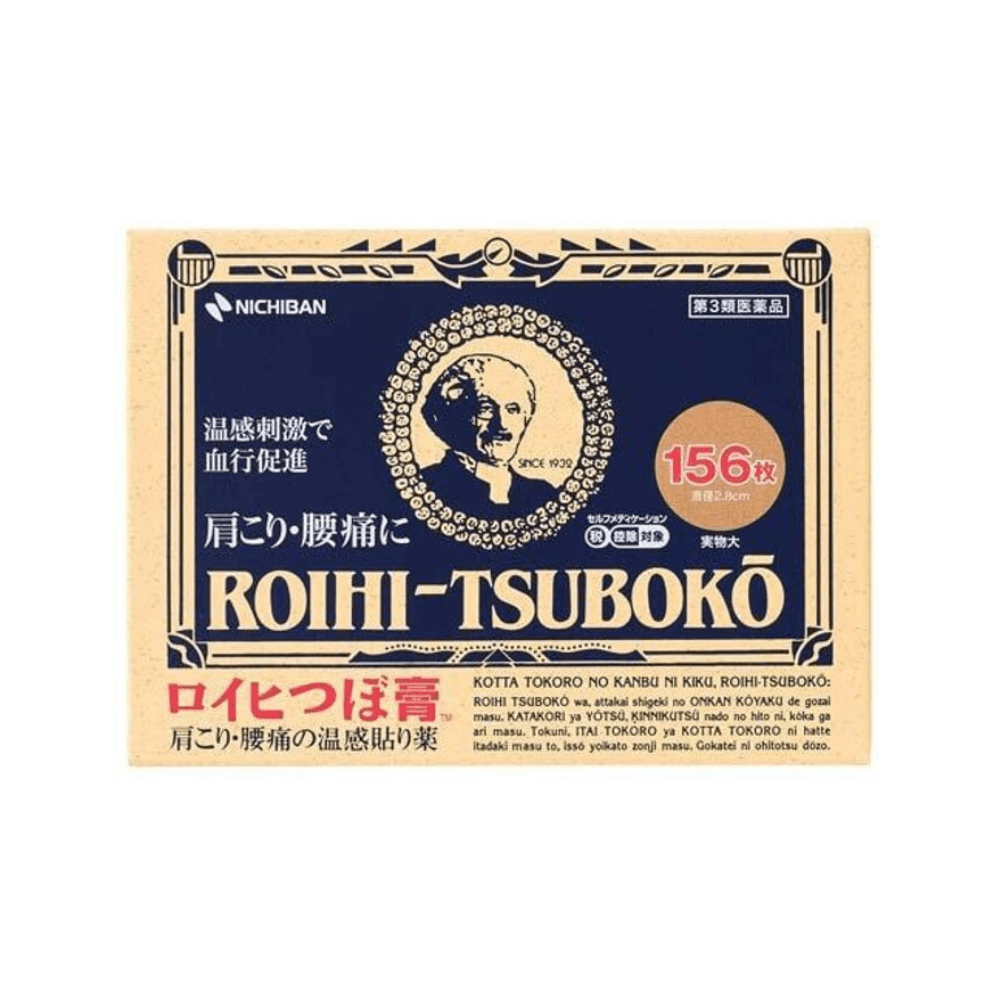 NICHIBAN
第3類医薬品
温感刺激で
血行促進
SINCE 1932
156枚
直径2.8cm
実物大
肩こり・腰痛に
セルフメディケーション
税 控除 対象
ROIHI-TSUBOKŌ
ロイヒつぼ膏™
肩こり・腰痛の温感貼り薬
KOTTA TOKORO NO KANBU NI KIKU, ROIHI-TSUBOKŌ:
ROIHI TSUBOKŌ wa, attakai shigeki no ONKAN KŌYAKU de gozai
masu. KATAKORI ya YŌTSŪ, KINNIKUTSŪ nado no hito ni, kōka ga
ari masu. Tokuni, ITAI TOKORO ya KOTTA TOKORO ni hatte
itadaki masu to, issō yoikato zonji masu. Gokatei ni ohitotsu dōzo.